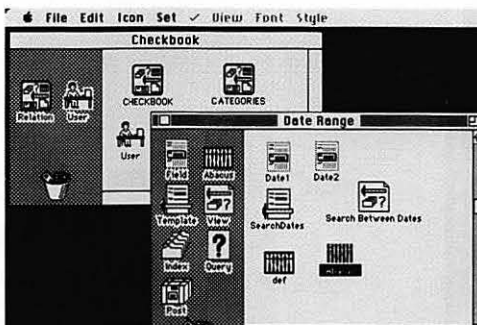 File Edit Icon Set ✓ View Font Style
Checkbook
Relation User
CHECKBOOK CATEGORIES
User
Date Range
Field Abacus
Date1 Date2
Template View
SearchDates Search Between Dates
Index Query
def
Post